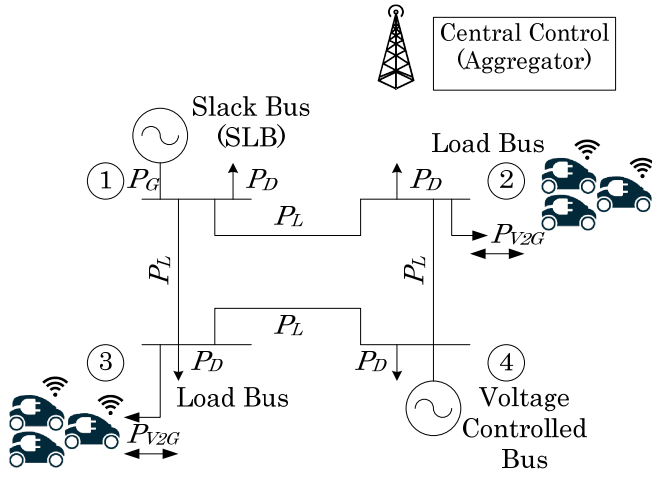 Central Control
(Aggregator)
Slack Bus
(SLB)
Load Bus
1
P_G
P_D
P_D
2
P_L
P_V2G
P_L
P_L
P_L
3
P_D
P_D
4
Load Bus
Voltage
Controlled
Bus
P_V2G